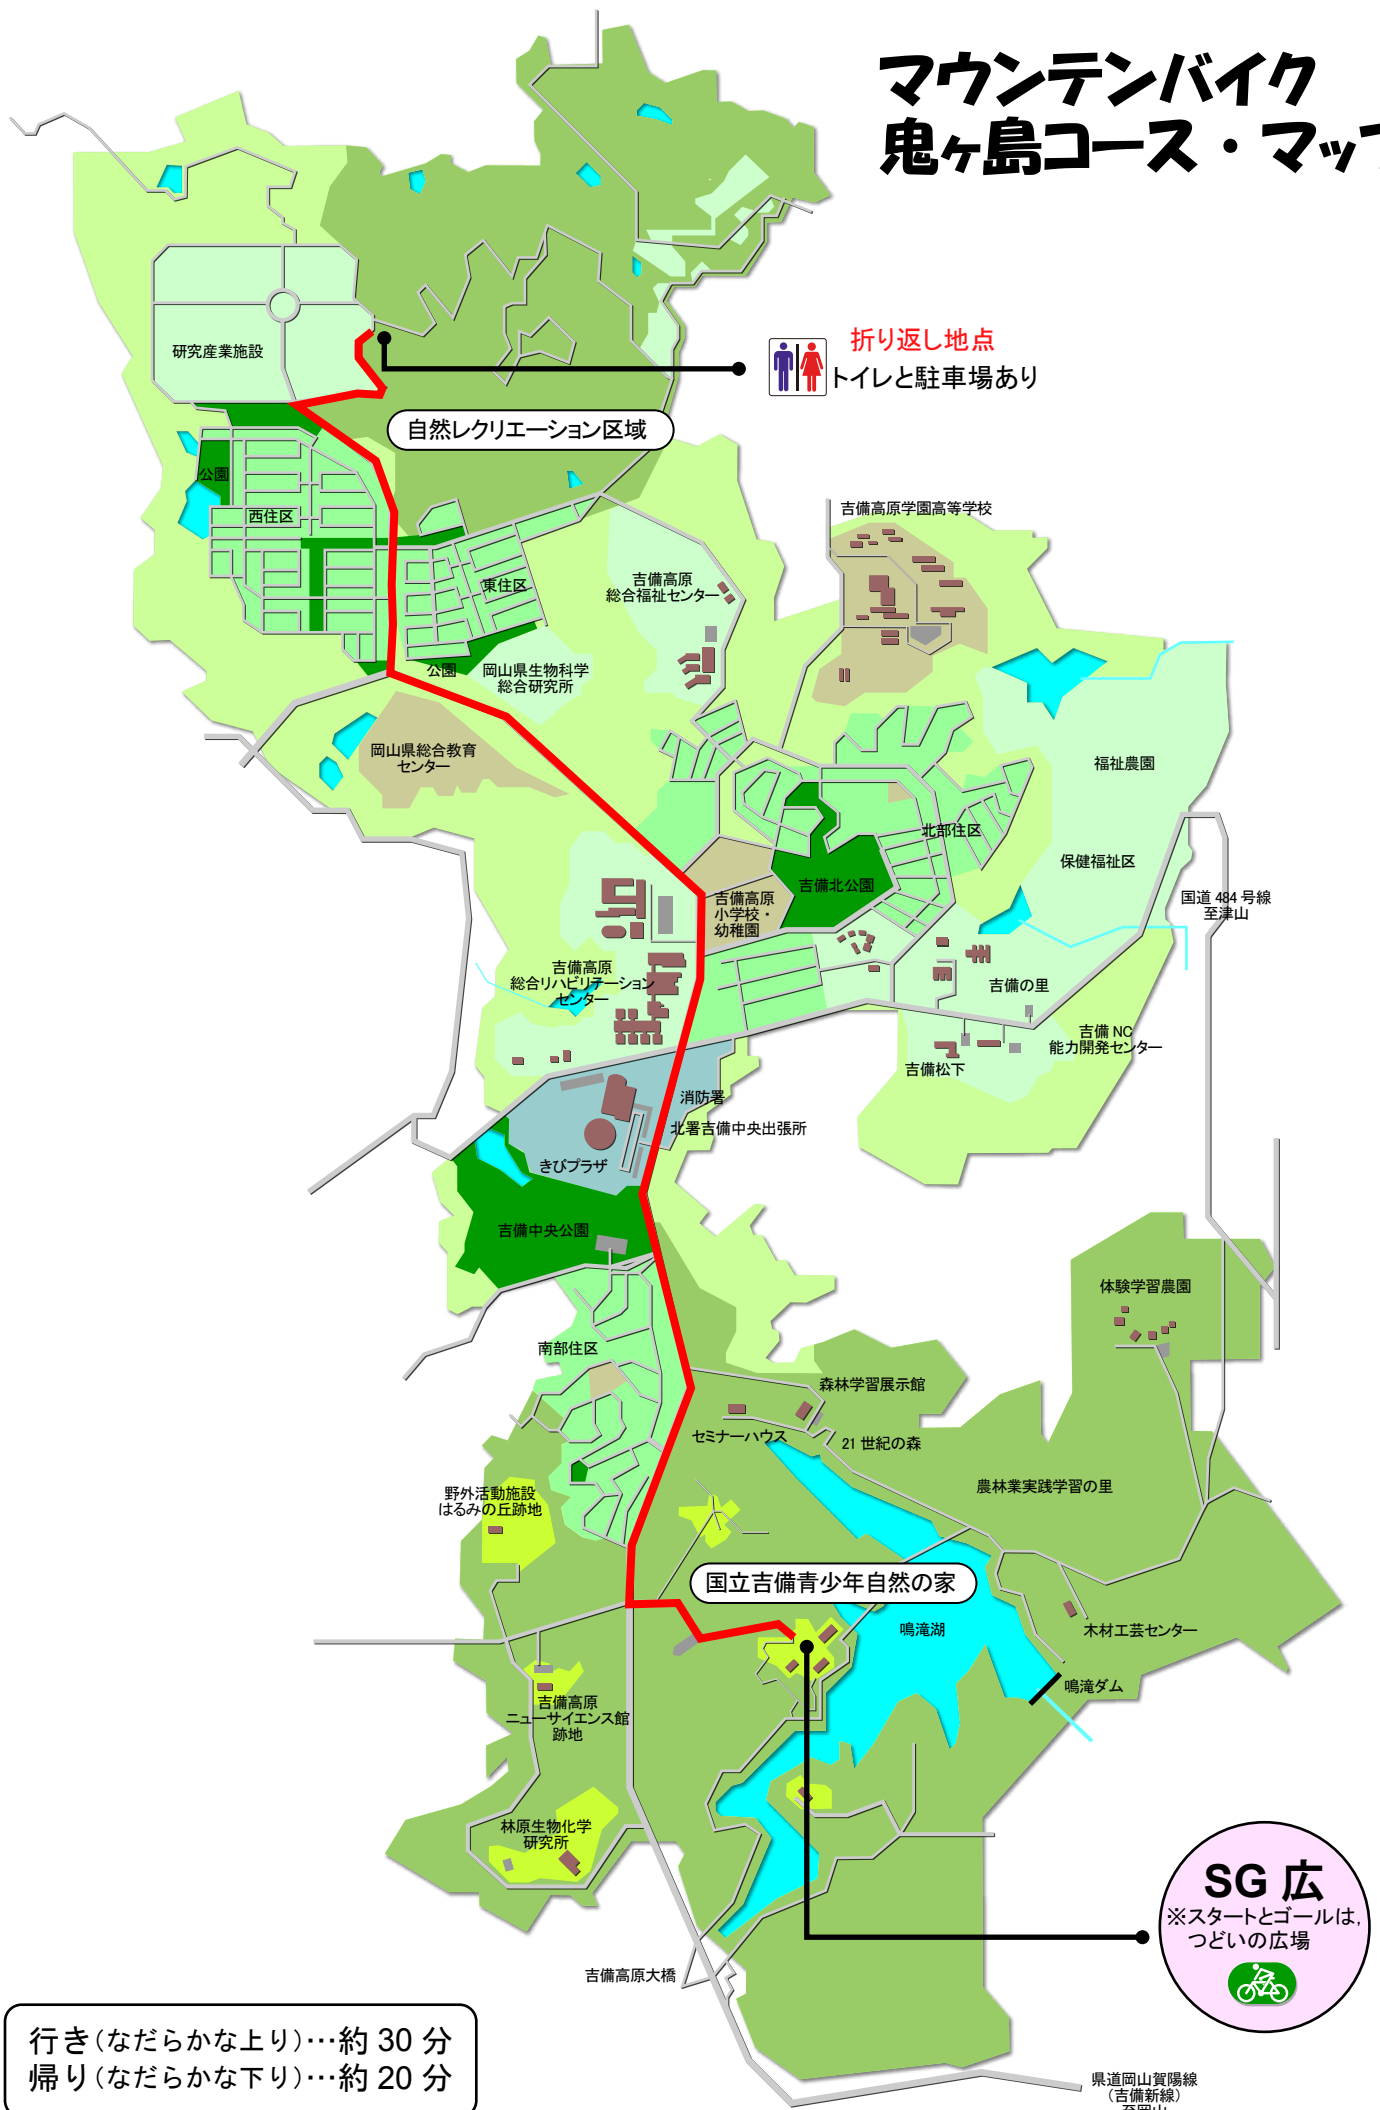 マウンテンバイク
鬼ヶ島コース・マップ
研究産業施設
折り返し地点
トイレと駐車場あり
自然レクリエーション区域
公園
西住区
吉備高原学園高等学校
東住区
吉備高原
総合福祉センター
公園
岡山県生物科学
総合研究所
岡山県総合教育
センター
福祉農園
北部住区
保健福祉区
吉備北公園
吉備高原
小学校・
幼稚園
国道 484 号線
至津山
吉備高原
総合リハビリテーション
センター
吉備の里
吉備 NC
能力開発センター
吉備松下
消防署
北署吉備中央出張所
きびプラザ
吉備中央公園
体験学習農園
南部住区
森林学習展示館
セミナーハウス
21 世紀の森
農林業実践学習の里
野外活動施設
はるみの丘跡地
国立吉備青少年自然の家
鳴滝湖
木材工芸センター
鳴滝ダム
吉備高原
ニューサイエンス館
跡地
林原生物化学
研究所
SG 広
※スタートとゴールは,
つどいの広場
吉備高原大橋
行き(なだらかな上り)…約 30 分
帰り(なだらかな下り)…約 20 分
県道岡山賀陽線
(吉備新線)
至岡山